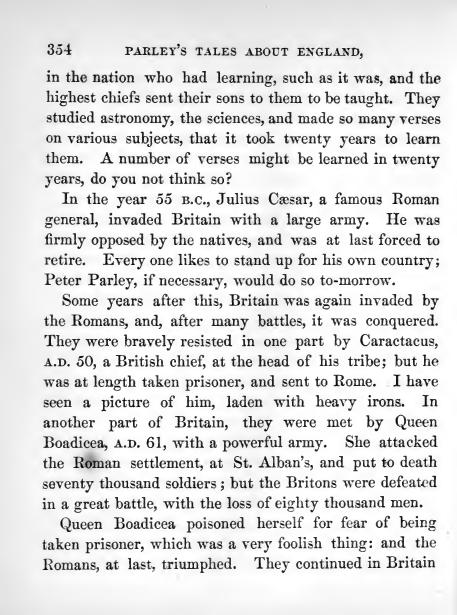 354 PARLEY'S TALES ABOUT ENGLAND,
in the nation who had learning, such as it was, and the
highest chiefs sent their sons to them to be taught. They
studied astronomy, the sciences, and made so many verses
on various subjects, that it took twenty years to learn
them. A number of verses might be learned in twenty
years, do you not think so?
In the year 55 B.C., Julius Cæsar, a famous Roman
general, invaded Britain with a large army. He was
firmly opposed by the natives, and was at last forced to
retire. Every one likes to stand up for his own country;
Peter Parley, if necessary, would do so to-morrow.
Some years after this, Britain was again invaded by
the Romans, and, after many battles, it was conquered.
They were bravely resisted in one part by Caractacus,
A.D. 50, a British chief, at the head of his tribe; but he
was at length taken prisoner, and sent to Rome. I have
seen a picture of him, laden with heavy irons. In
another part of Britain, they were met by Queen
Boadicea, A.D. 61, with a powerful army. She attacked
the Roman settlement, at St. Alban's, and put to death
seventy thousand soldiers; but the Britons were defeated
in a great battle, with the loss of eighty thousand men.
Queen Boadicea poisoned herself for fear of being
taken prisoner, which was a very foolish thing: and the
Romans, at last, triumphed. They continued in Britain